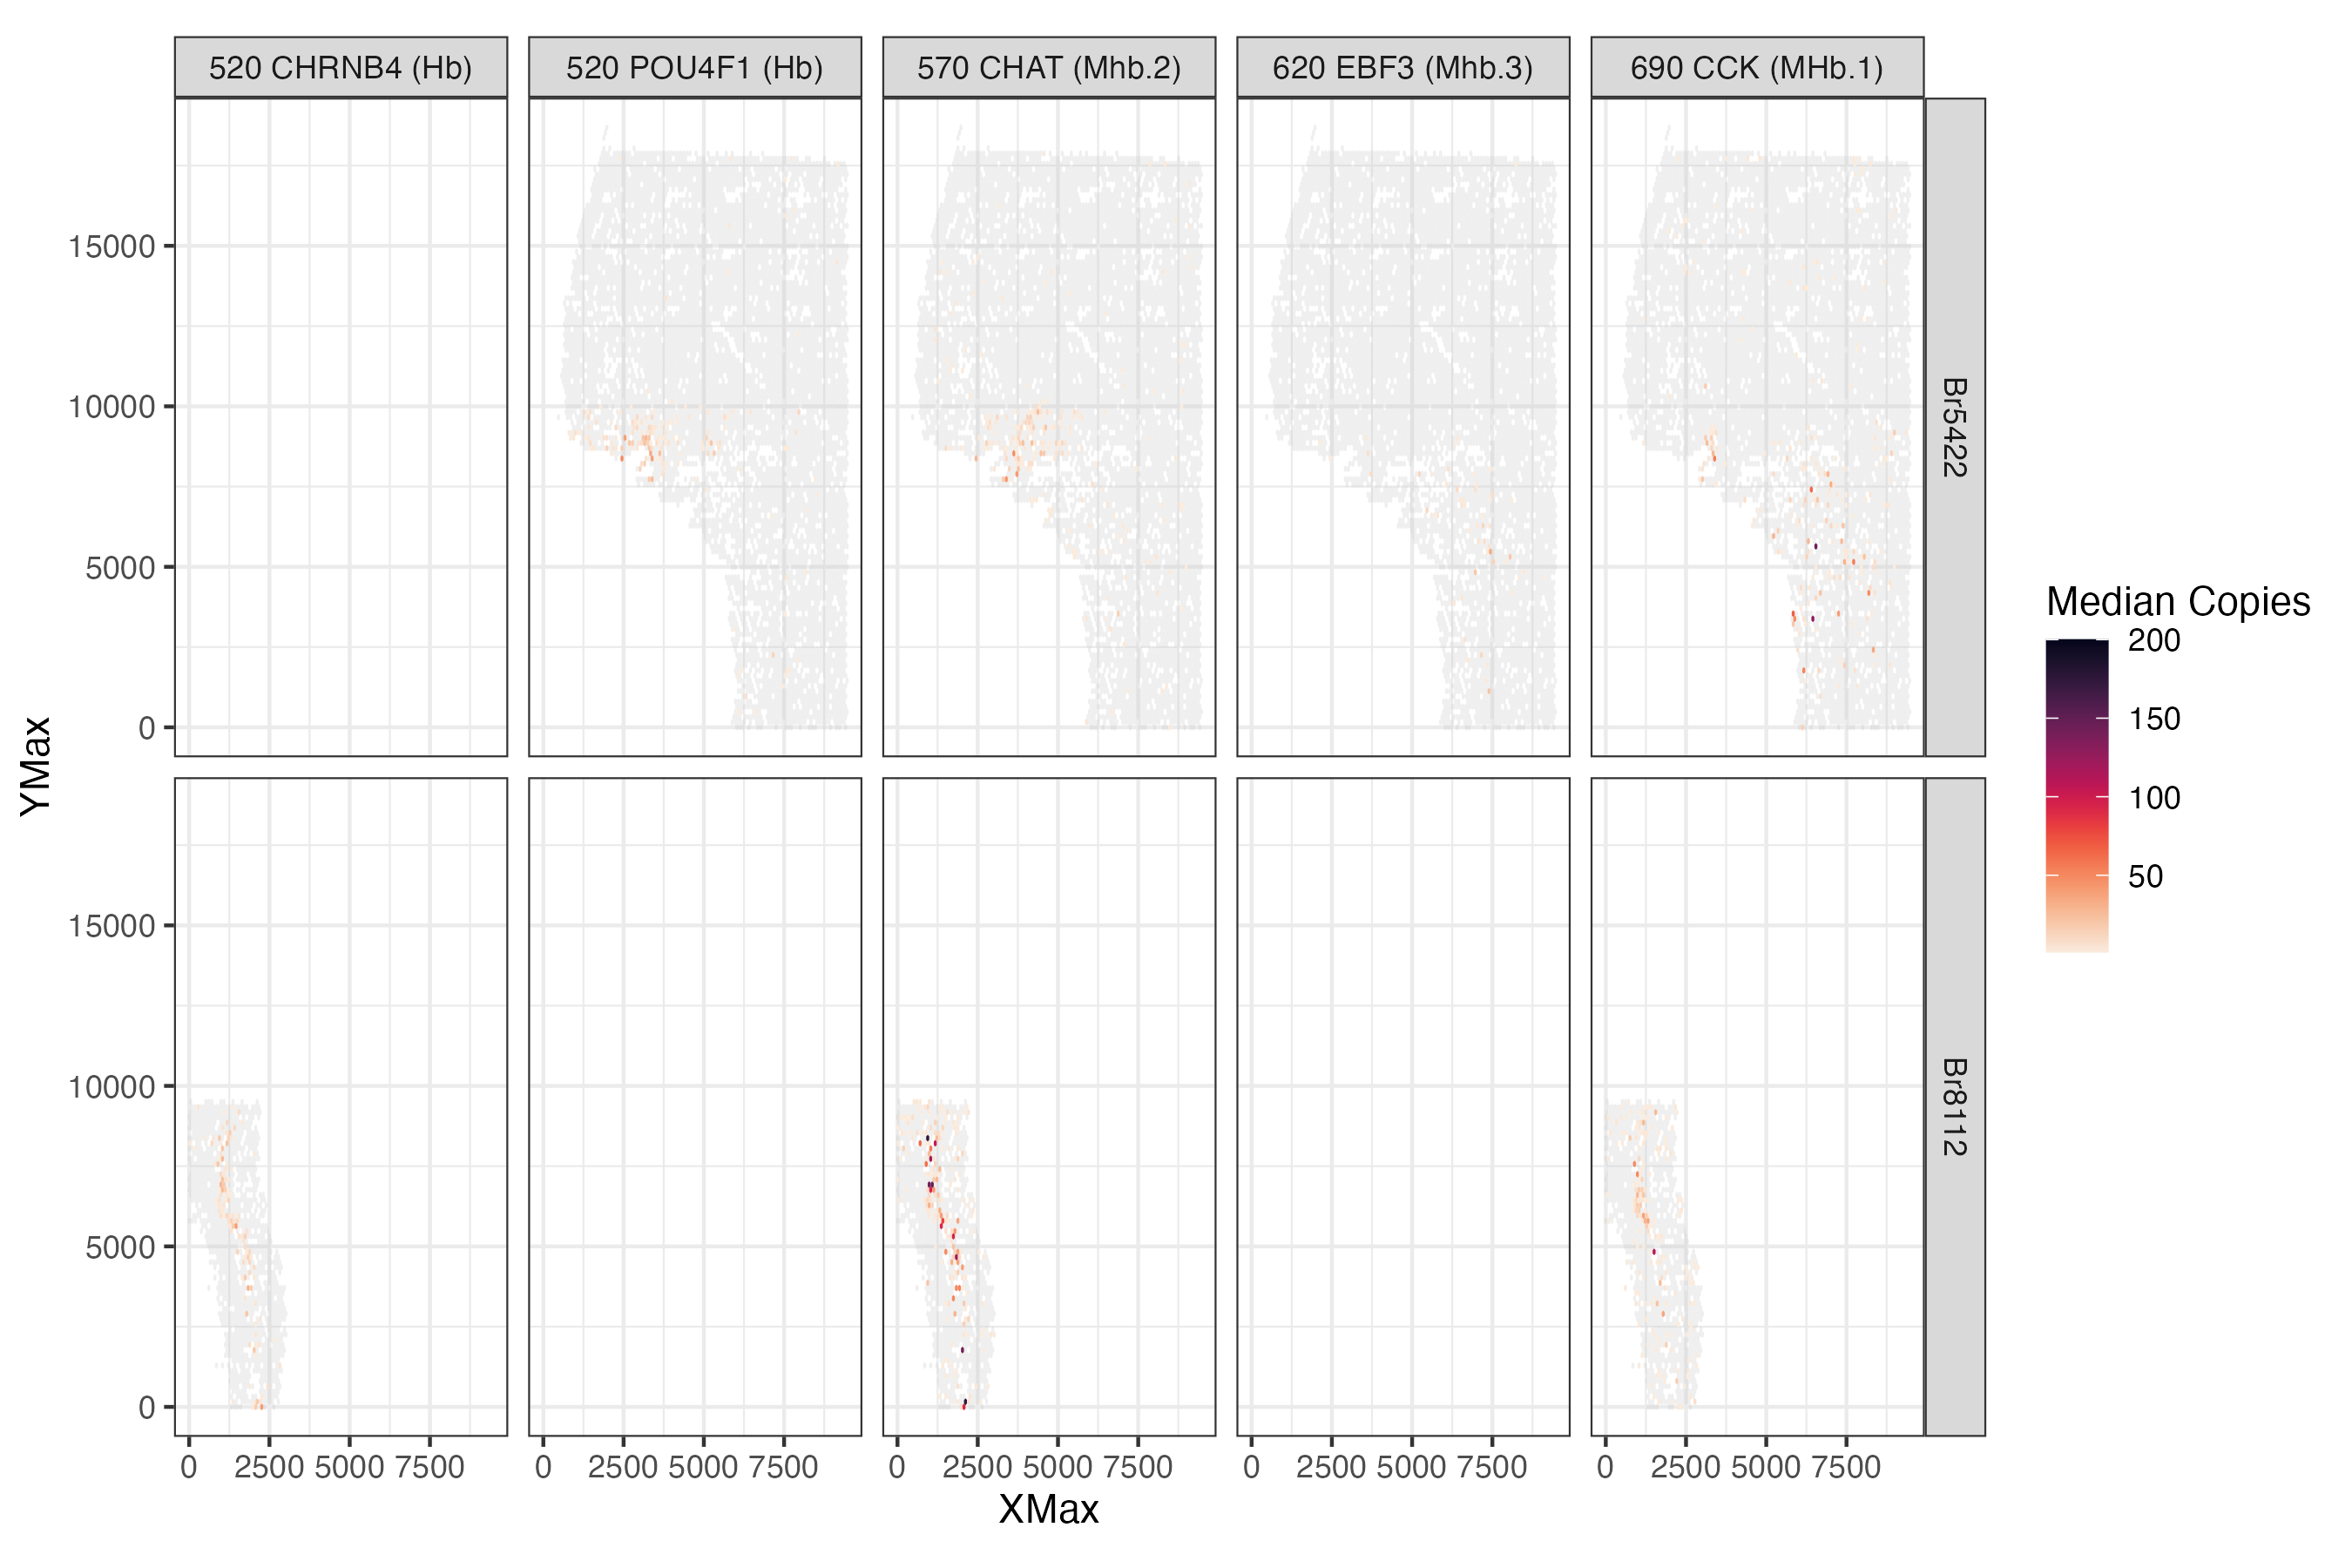 520 CHRNB4 (Hb) 520 POU4F1 (Hb) 570 CHAT (Mhb.2) 620 EBF3 (Mhb.3) 690 CCK (MHb.1)
15000
10000
5000
0
Br5422
15000
10000
5000
0
Br8112
0 2500 5000 7500 0 2500 5000 7500 0 2500 5000 7500 0 2500 5000 7500 0 2500 5000 7500
XMax
YMax
Median Copies
200
150
100
50